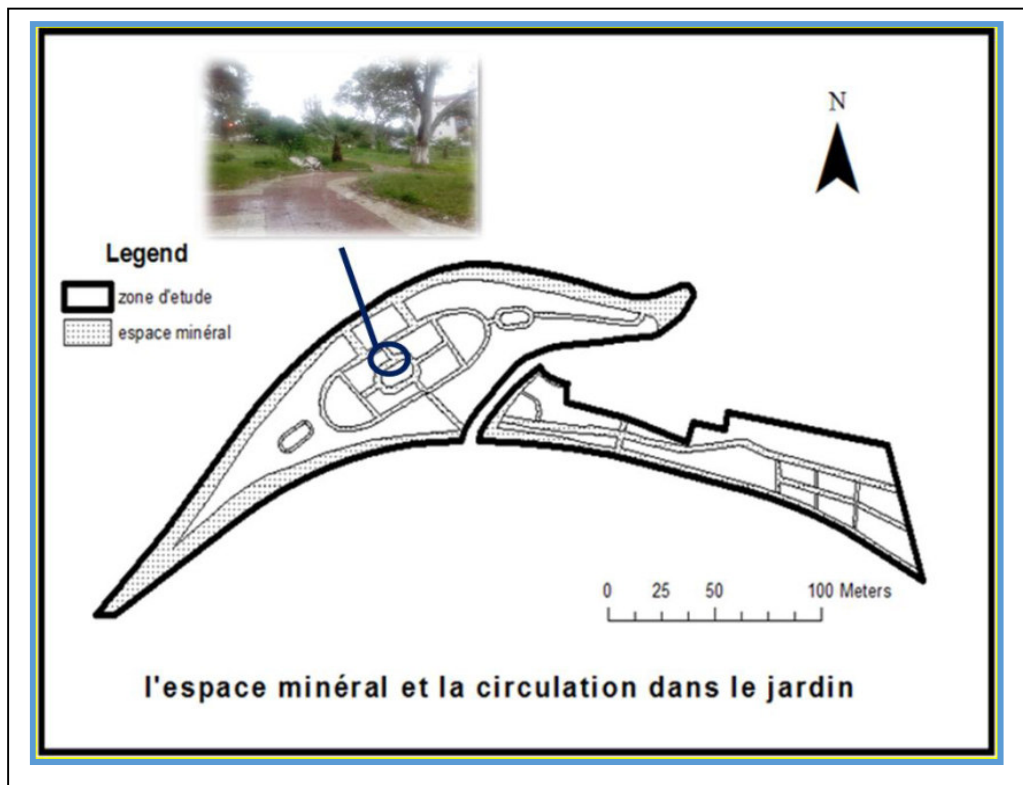 N
Legend
zone d'etude
espace minéral
0 25 50 100 Meters
l'espace minéral et la circulation dans le jardin